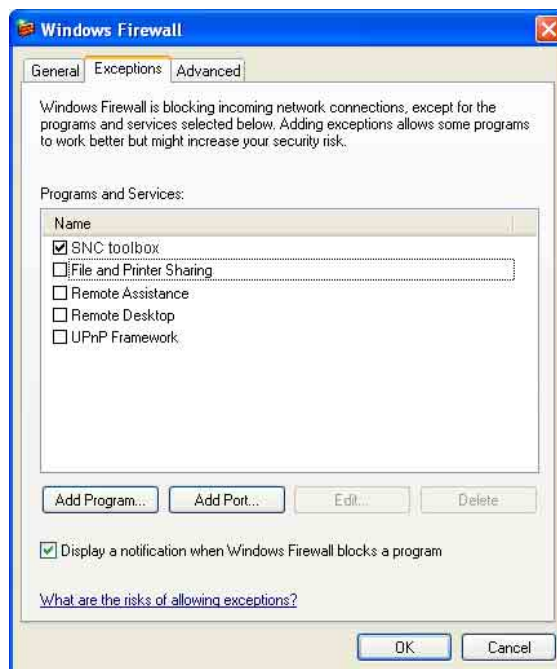 Windows Firewall
General Exceptions Advanced
Windows Firewall is blocking incoming network connections, except for the
programs and services selected below. Adding exceptions allows some programs
to work better but might increase your security risk.
Programs and Services:
Name
SNC toolbox
File and Printer Sharing
Remote Assistance
Remote Desktop
UPnP Framework
Add Program... Add Port... Edit... Delete
Display a notification when Windows Firewall blocks a program
What are the risks of allowing exceptions?
OK Cancel